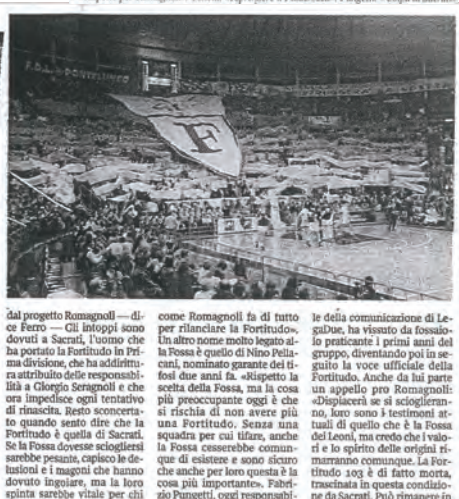 F.D.L.
F
dal progetto Romagnoli — di-
ce Ferro — Gli intoppi sono
dovuti a Sacrati, l'uomo che
ha portato la Fortitudo in Pri-
ma divisione, che ha addirittu-
ra attribuito delle responsabi-
lità a Giorgio Seragnoli e che
ora impedisce ogni tentativo
di rinascita. Resto sconcerta-
to quando sento dire che la
Fortitudo è quella di Sacrati.
Se la Fossa dovesse sciogliersi
sarebbe pesante, capisco le de-
lusioni e i magoni che hanno
dovuto ingoiare, ma la loro
spinta sarebbe vitale per chi
come Romagnoli fa di tutto
per rilanciare la Fortitudo».
Un altro nome molto legato al-
la Fossa è quello di Nino Pella-
cani, nominato garante dei ti-
fosi due anni fa. «Rispetto la
scelta della Fossa, ma la cosa
più preoccupante oggi è che
si rischia di non avere più
una Fortitudo. Senza una
squadra per cui tifare, anche
la Fossa cesserebbe comun-
que di esistere e sono sicuro
che anche per loro questa è la
cosa più importante». Fabri-
zio Pungetti, oggi responsabi-
le della comunicazione di Le-
gaDue, ha vissuto da fossaio-
lo praticante i primi anni del
gruppo, diventando poi in se-
guito la voce ufficiale della
Fortitudo. Anche da lui parte
un appello pro Romagnoli:
«Displacerà se si scioglieran-
no, loro sono i testimoni at-
tuali di quello che è la Fossa
dei Leoni, ma credo che i valo-
ri e lo spirito delle origini ri-
marranno comunque. La For-
titudo 103 è di fatto morta,
trascinata in questa condizio-
ne da Sacrati. Può rimanere in